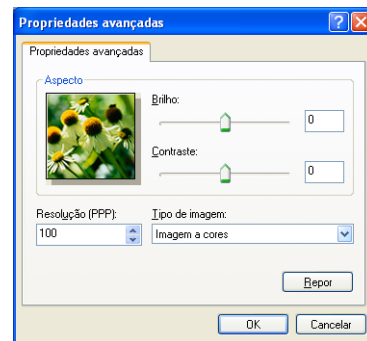 Propriedades avançadas
Propriedades avançadas
Aspecto
Brilho:
0
Contraste:
0
Resolução (PPP):
Tipo de imagem:
100
Imagem a cores
Repor
OK
Cancelar